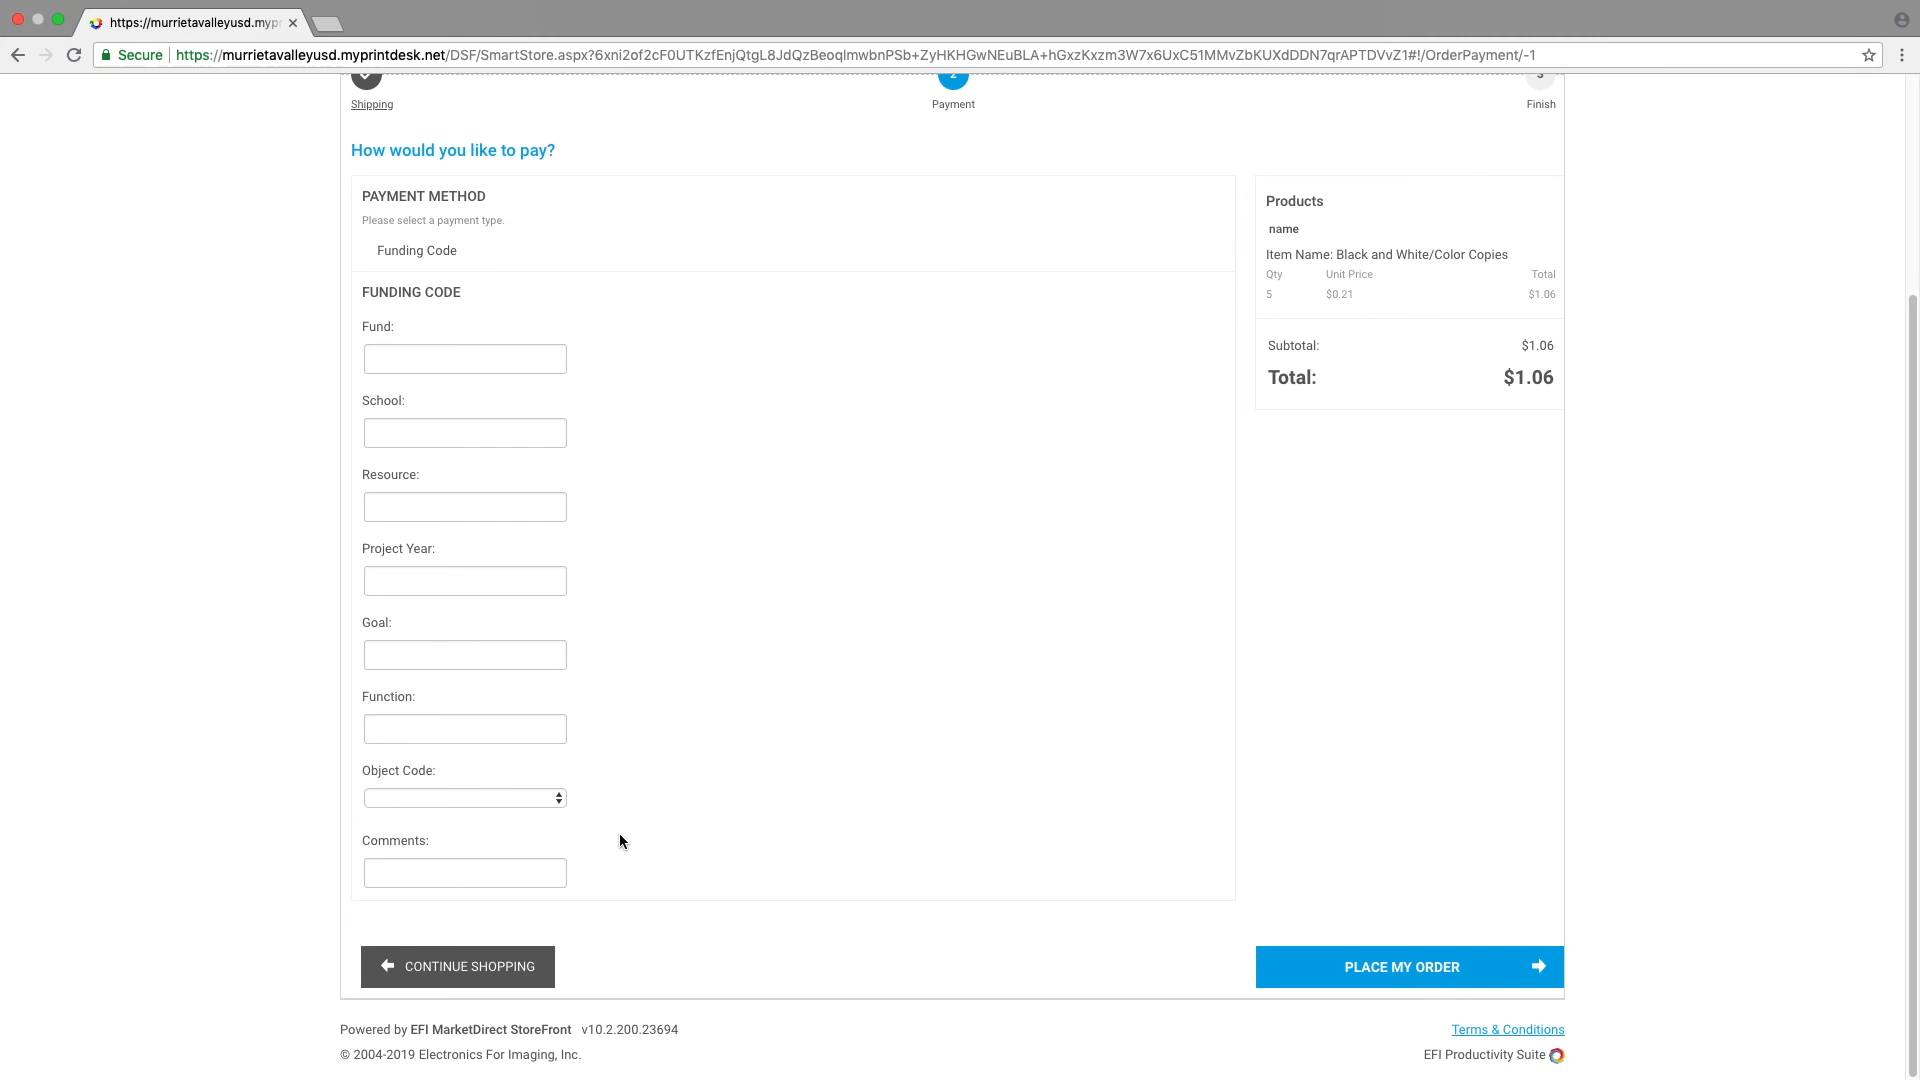 https://murrietavalleyusd.mypr
Secure https://murrietavalleyusd.myprintdesk.net/DSF/SmartStore.aspx?6xni2of2cF0UTKzfEnjQtgL8JdQzBeoqlmwbnPSb+ZyHKHGwNEuBLA+hGxzKxzm3W7x6UxC51MMvZbKUXdDDN7qrAPTDVvZ1#!/OrderPayment/-1
2 3
Shipping Payment Finish
How would you like to pay?
PAYMENT METHOD
Please select a payment type.
Funding Code
FUNDING CODE
Fund:
School:
Resource:
Project Year:
Goal:
Function:
Object Code:
Comments:
Products
name
Item Name: Black and White/Color Copies
Qty Unit Price Total
5 $0.21 $1.06
Subtotal: $1.06
Total: $1.06
CONTINUE SHOPPING PLACE MY ORDER
Powered by EFI MarketDirect StoreFront v10.2.200.23694 Terms & Conditions
© 2004-2019 Electronics For Imaging, Inc. EFI Productivity Suite